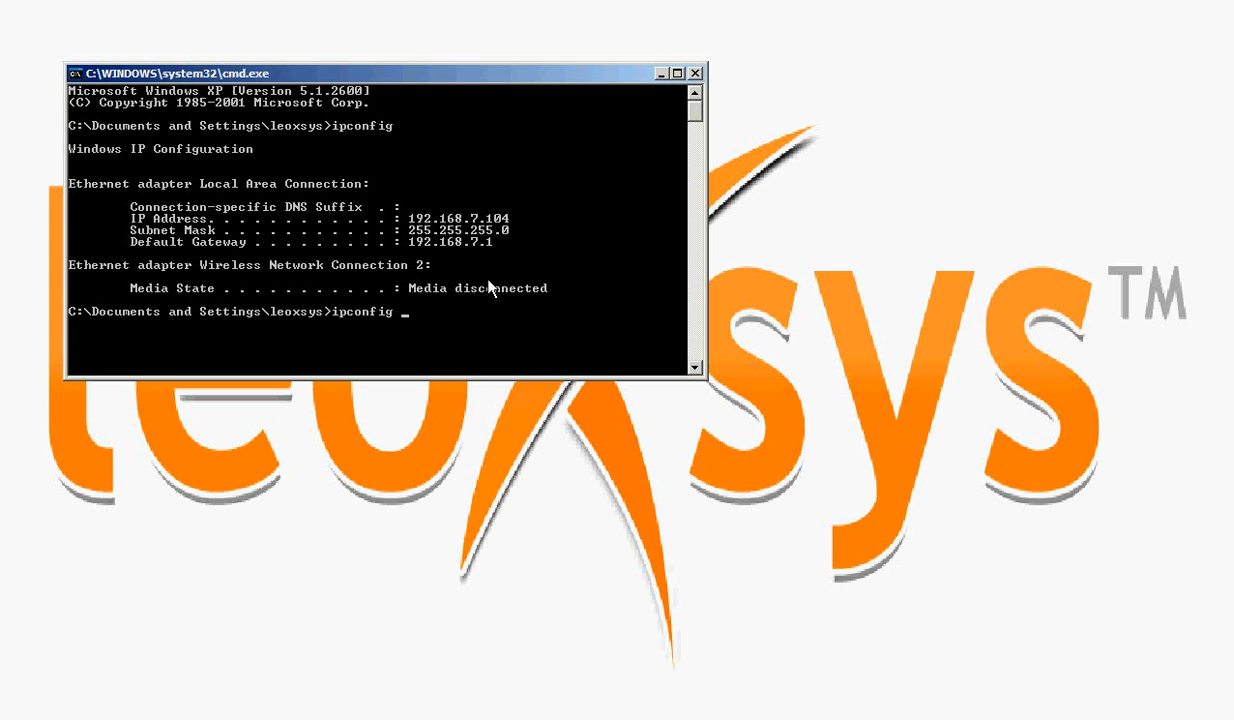 C:\WINDOWS\system32\cmd.exe
Microsoft Windows XP [Version 5.1.2600]
(C) Copyright 1985-2001 Microsoft Corp.
C:\Documents and Settings\leoxsys>ipconfig
Windows IP Configuration
Ethernet adapter Local Area Connection:
Connection-specific DNS Suffix  . :
IP Address. . . . . . . . . . . . : 192.168.7.104
Subnet Mask . . . . . . . . . . . : 255.255.255.0
Default Gateway . . . . . . . . . : 192.168.7.1
Ethernet adapter Wireless Network Connection 2:
Media State . . . . . . . . . . . : Media disconnected
C:\Documents and Settings\leoxsys>ipconfig _
leoxsys TM